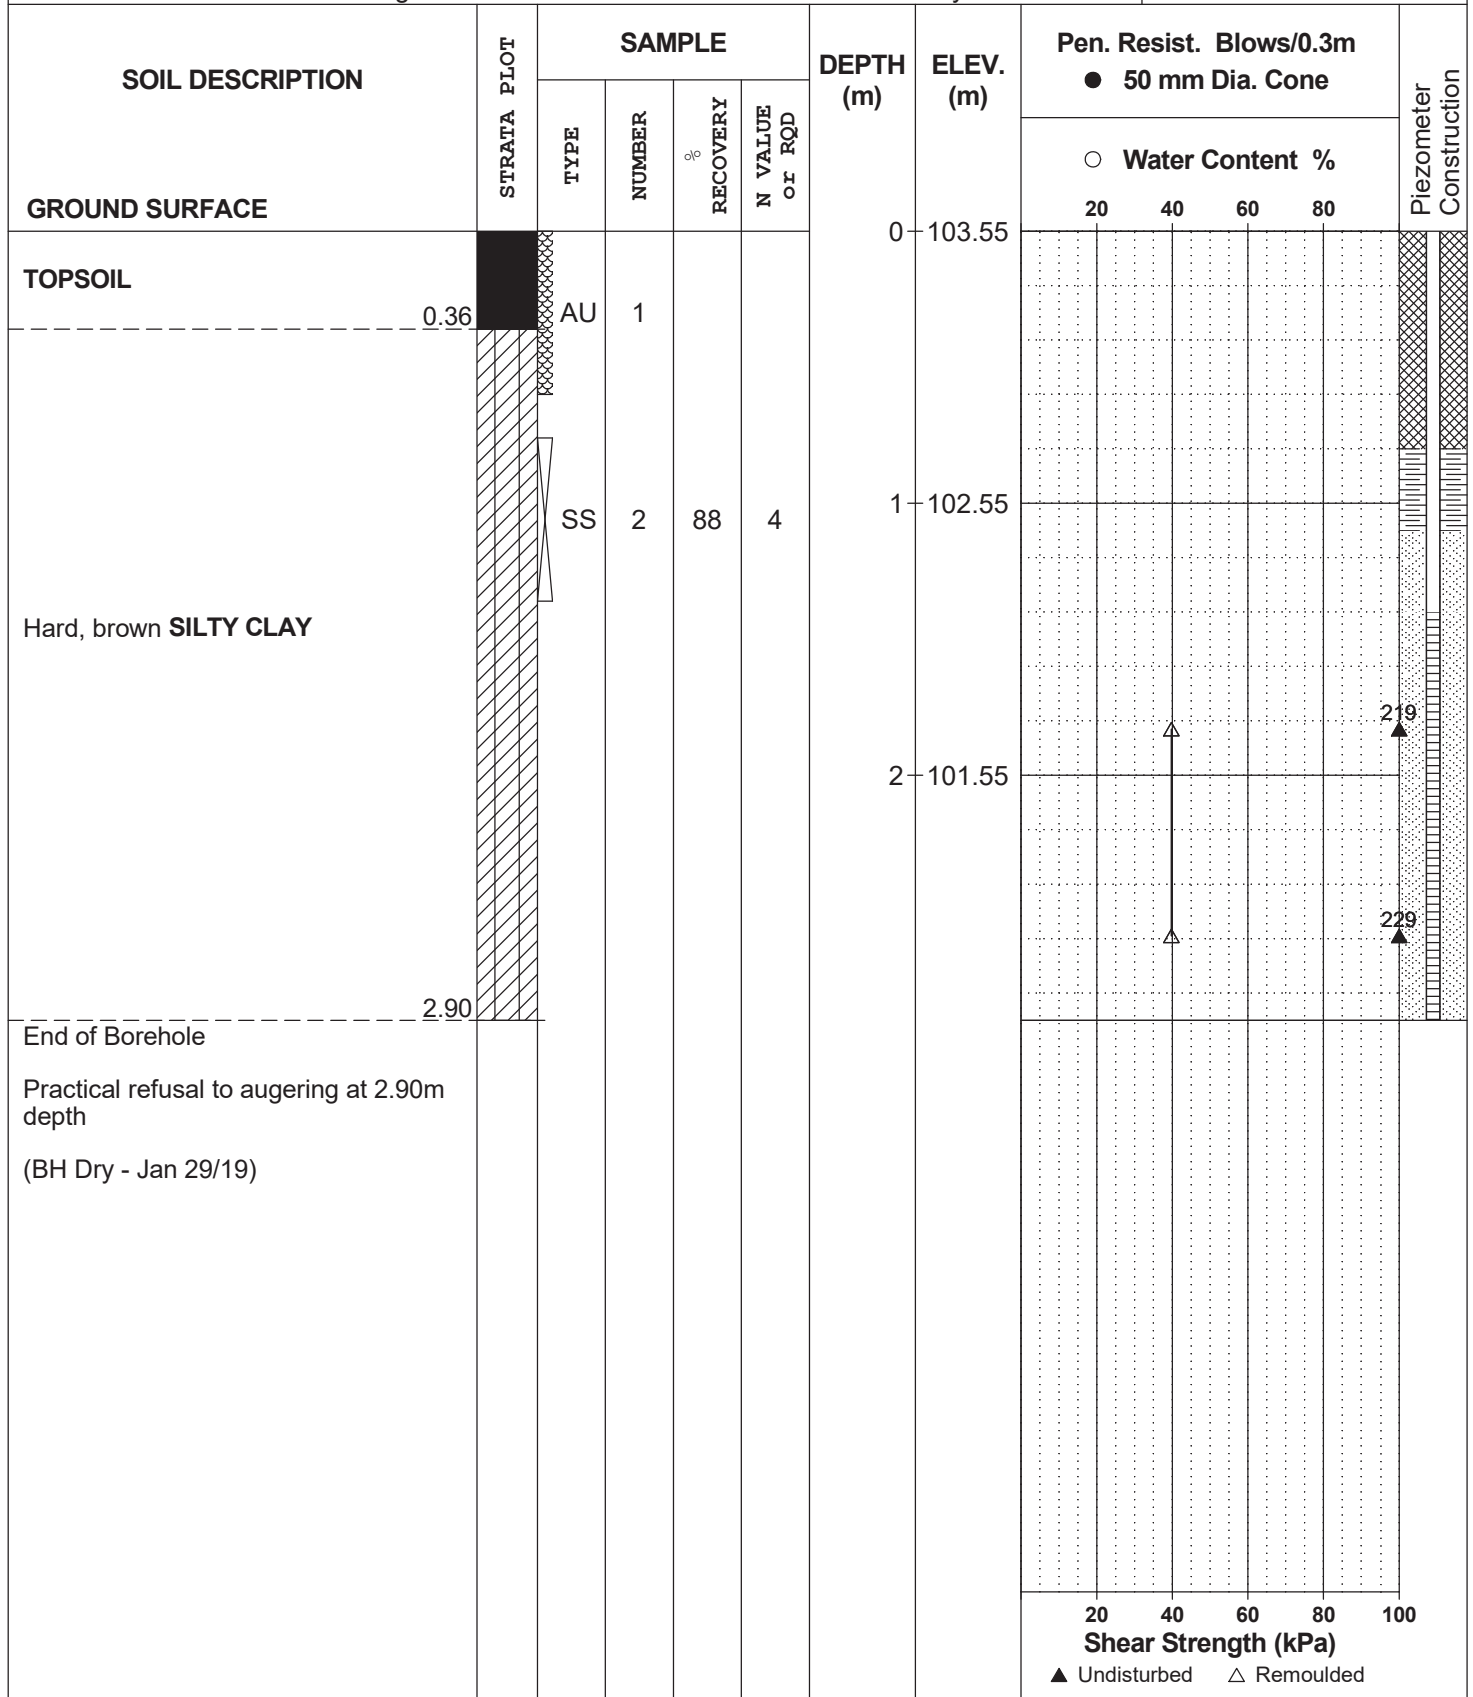 SOIL DESCRIPTION
GROUND SURFACE
STRATA PLOT
SAMPLE
TYPE
NUMBER
%
RECOVERY
N VALUE
or RQD
DEPTH
(m)
ELEV.
(m)
Pen. Resist. Blows/0.3m
● 50 mm Dia. Cone
○ Water Content %
20 40 60 80
Piezometer
Construction
0 103.55
TOPSOIL
0.36
AU 1
1 102.55
SS 2 88 4
Hard, brown SILTY CLAY
219
2 101.55
229
2.90
End of Borehole
Practical refusal to augering at 2.90m
depth
(BH Dry - Jan 29/19)
20 40 60 80 100
Shear Strength (kPa)
▲ Undisturbed △ Remoulded